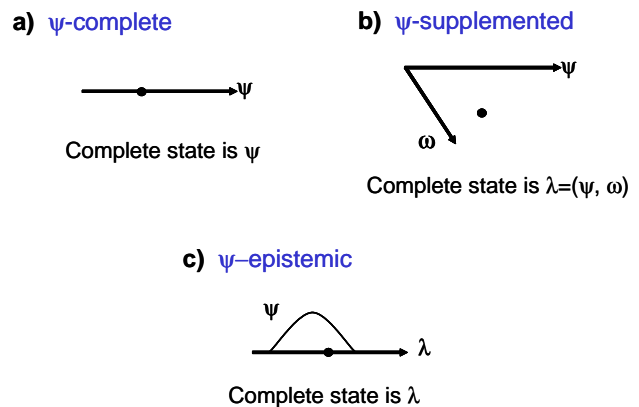 a) ψ-complete
ψ
Complete state is ψ
b) ψ-supplemented
ψ
ω
Complete state is λ=(ψ, ω)
c) ψ–epistemic
ψ
λ
Complete state is λ